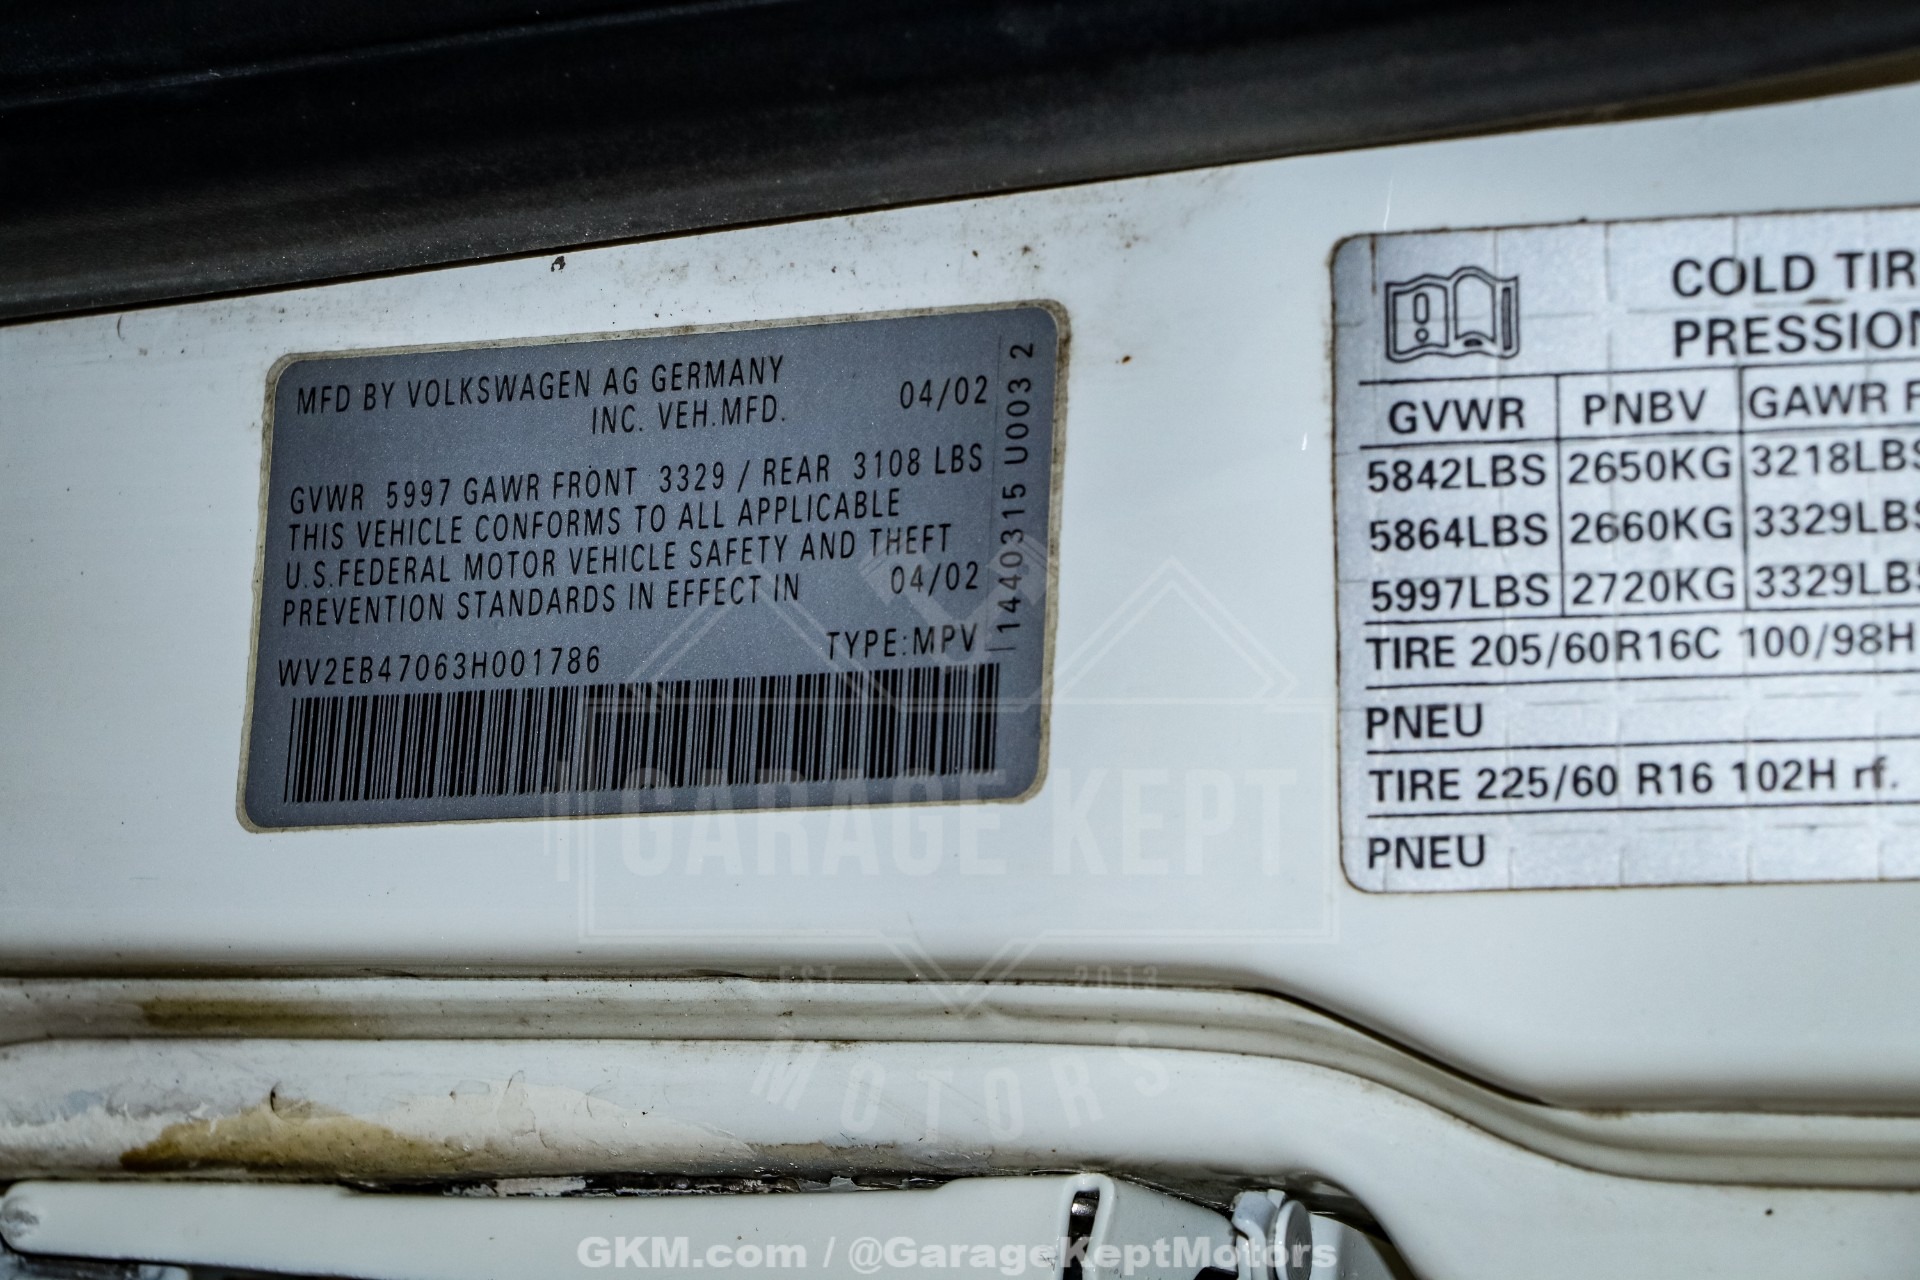 MFD BY VOLKSWAGEN AG GERMANY
INC. VEH.MFD. 04/02
GVWR 5997 GAWR FRONT 3329 / REAR 3108 LBS
THIS VEHICLE CONFORMS TO ALL APPLICABLE
U.S.FEDERAL MOTOR VEHICLE SAFETY AND THEFT
PREVENTION STANDARDS IN EFFECT IN 04/02
WV2EB47063H001786 TYPE:MPV
1440315 U003 2
COLD TIR
PRESSION
GVWR PNBV GAWR F
5842LBS 2650KG 3218LBS
5864LBS 2660KG 3329LBS
5997LBS 2720KG 3329LBS
TIRE 205/60R16C 100/98H
PNEU
TIRE 225/60 R16 102H rf.
PNEU
GARAGE KEPT
EST. 2013
MOTORS
GKM.com / @GarageKeptMotors